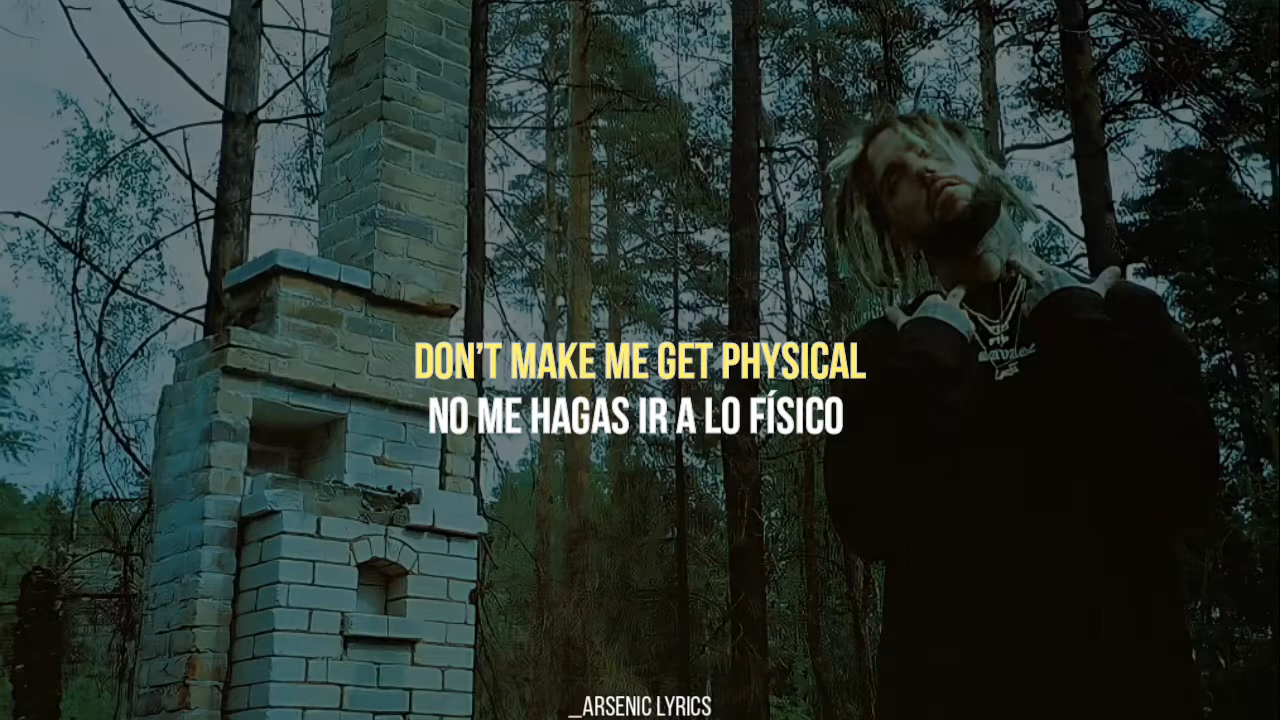 DON'T MAKE ME GET PHYSICAL
NO ME HAGAS IR A LO FÍSICO
_ARSENIC LYRICS